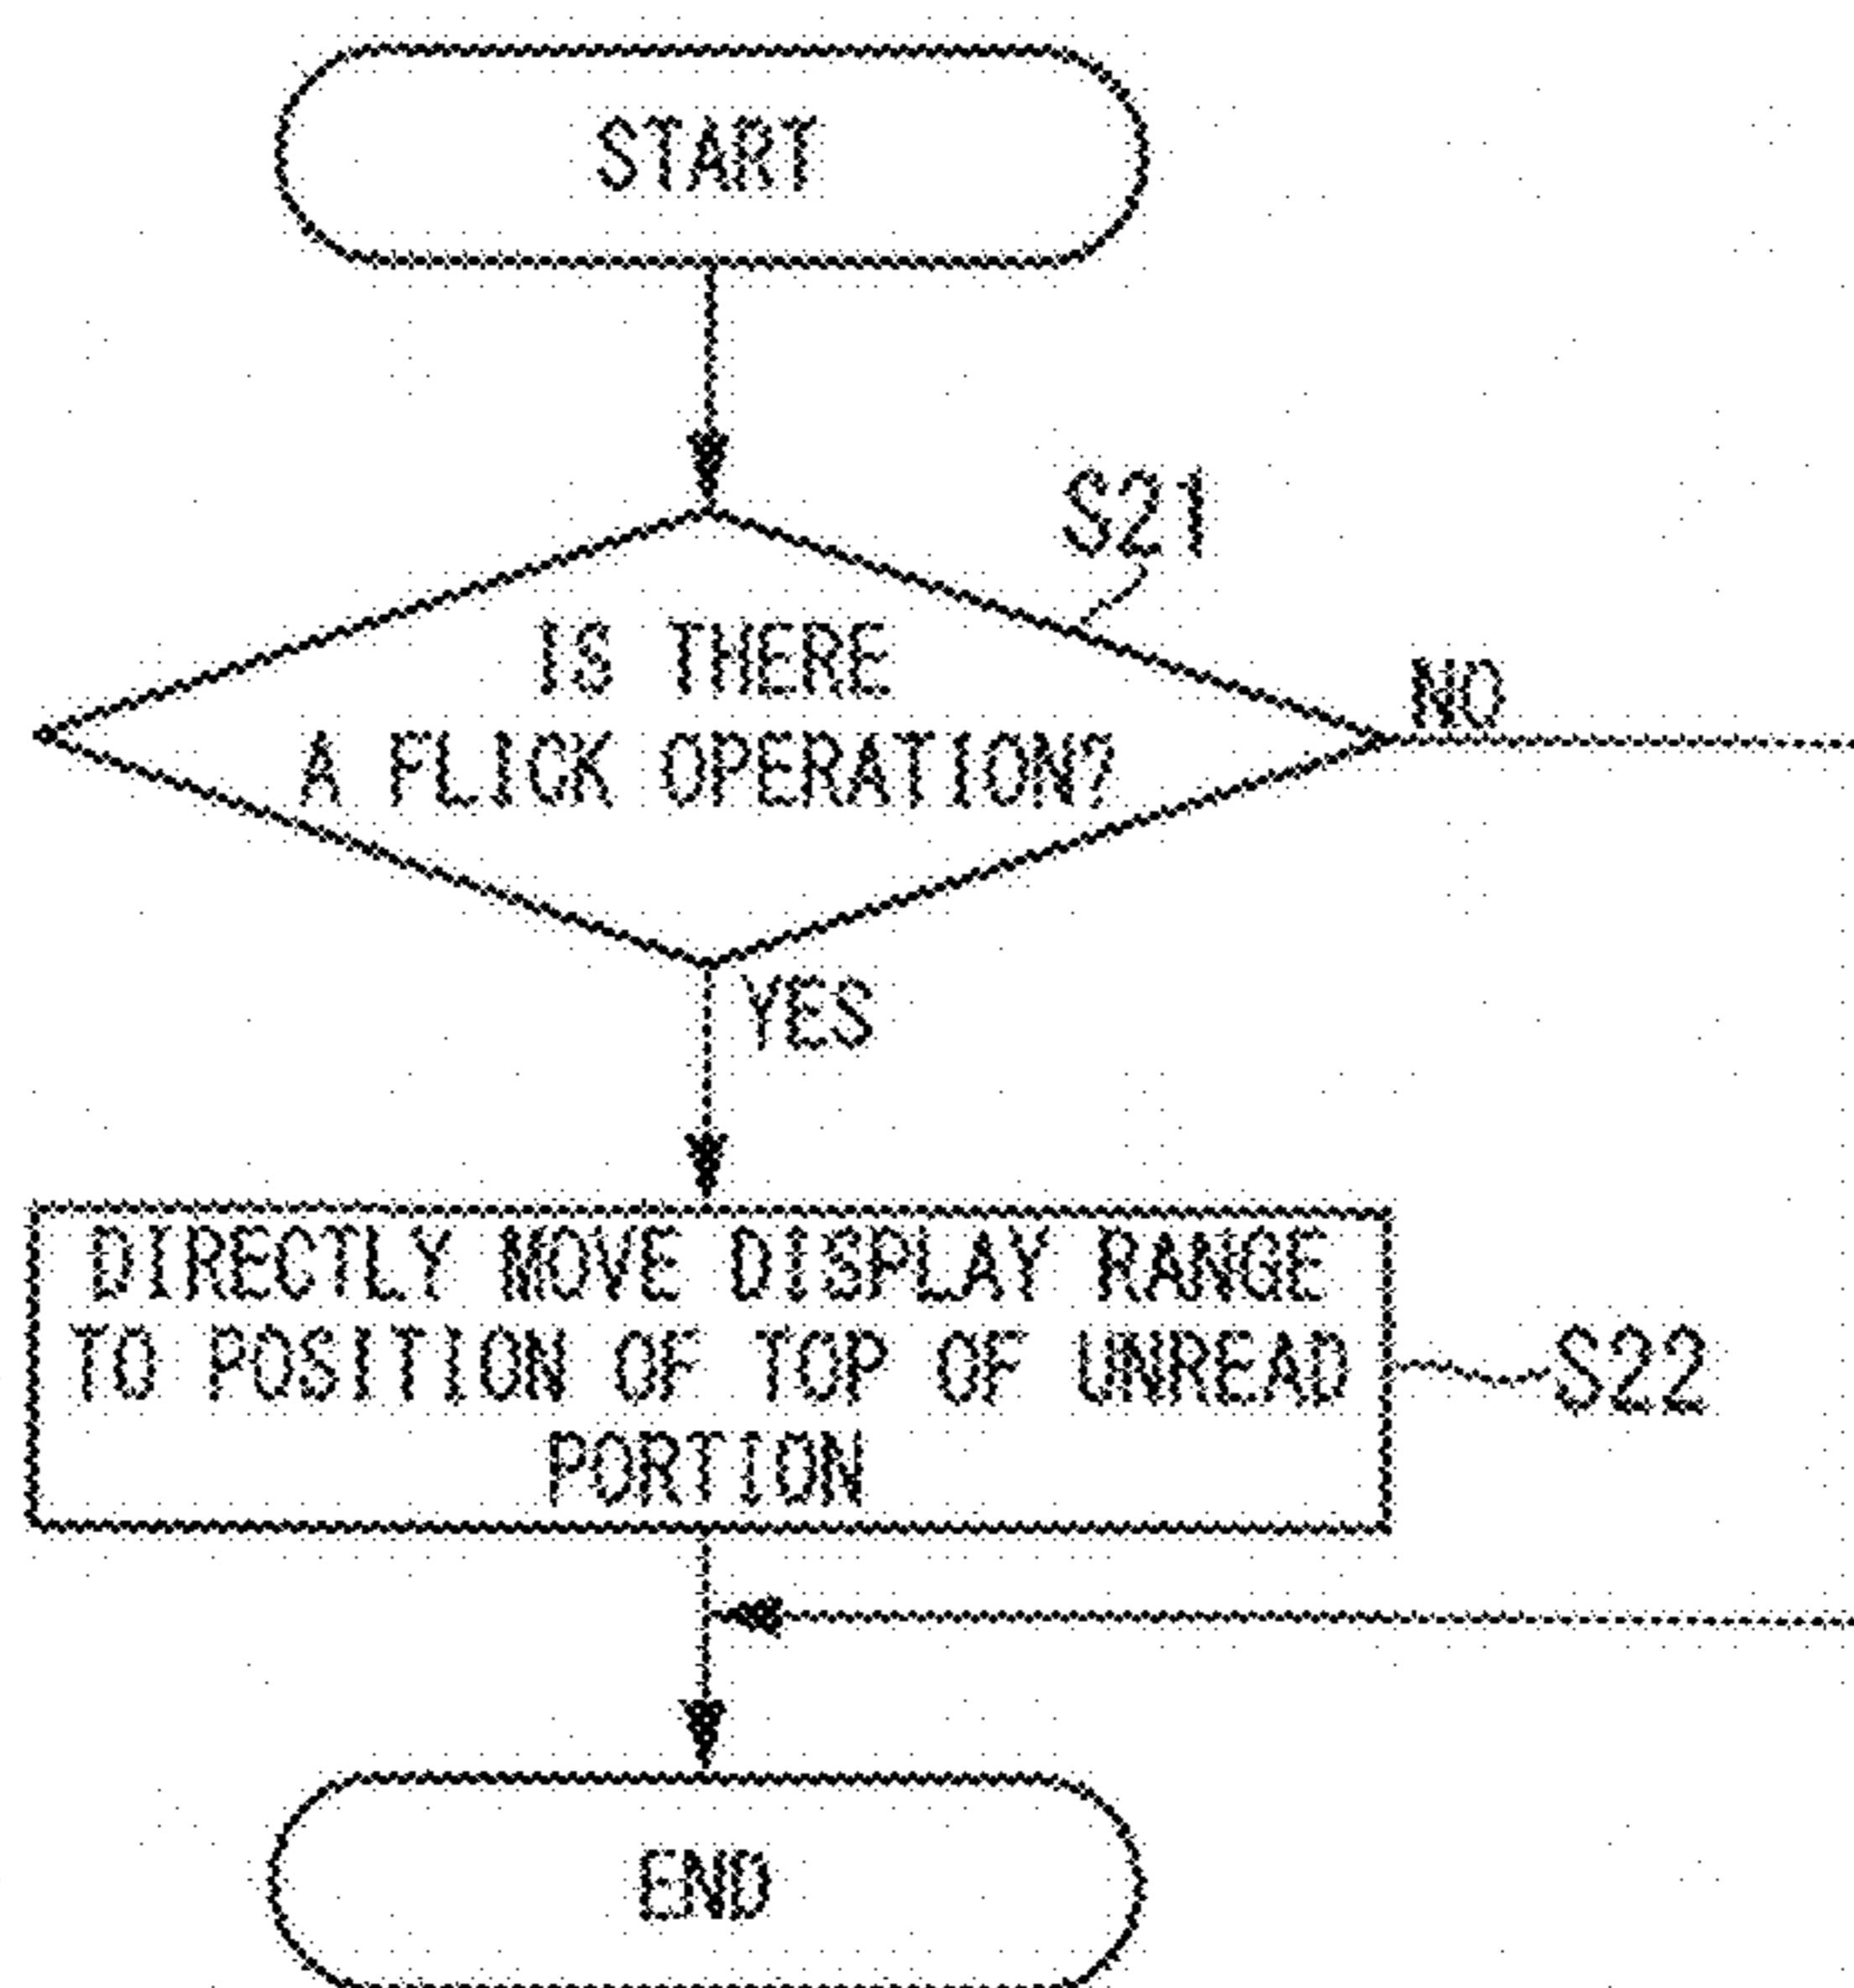 START
S21
IS THERE
A FLICK OPERATION?
NO
YES
DIRECTLY MOVE DISPLAY RANGE
TO POSITION OF TOP OF UNREAD
PORTION
S22
END